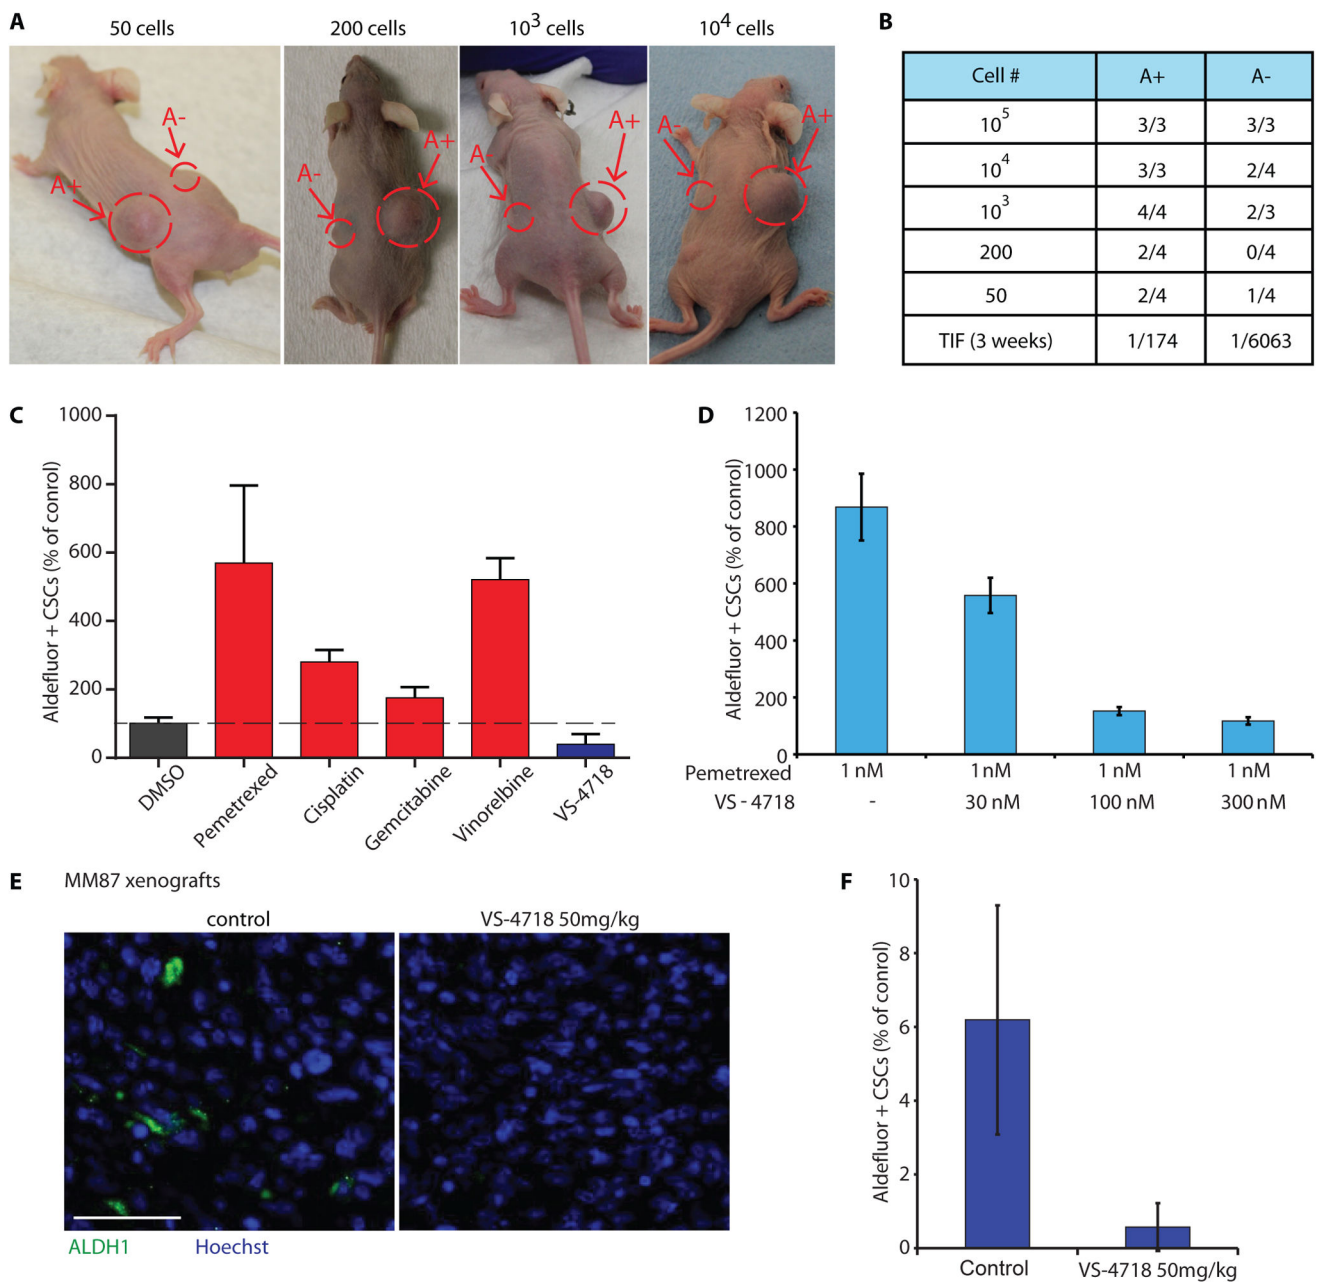 A
50 cells
200 cells
10³ cells
10⁴ cells
A-
A+
A-
A+
A-
A+
A-
A+
B
Cell # A+ A-
10⁵ 3/3 3/3
10⁴ 3/3 2/4
10³ 4/4 2/3
200 2/4 0/4
50 2/4 1/4
TIF (3 weeks) 1/174 1/6063
C
Aldefluor + CSCs (% of conrol)
1000
800
600
400
200
0
DMSO
Pemetrexed
Cisplatin
Gemcitabine
Vinorelbine
VS-4718
D
Aldefluor + CSCs (% of conrol)
1200
1000
800
600
400
200
0
Pemetrexed 1 nM 1 nM 1 nM 1 nM
VS - 4718 - 30 nM 100 nM 300 nM
E
MM87 xenografts
control
VS-4718 50mg/kg
ALDH1
Hoechst
F
Aldefluor + CSCs (% of conrol)
10
8
6
4
2
0
Control
VS-4718 50mg/kg